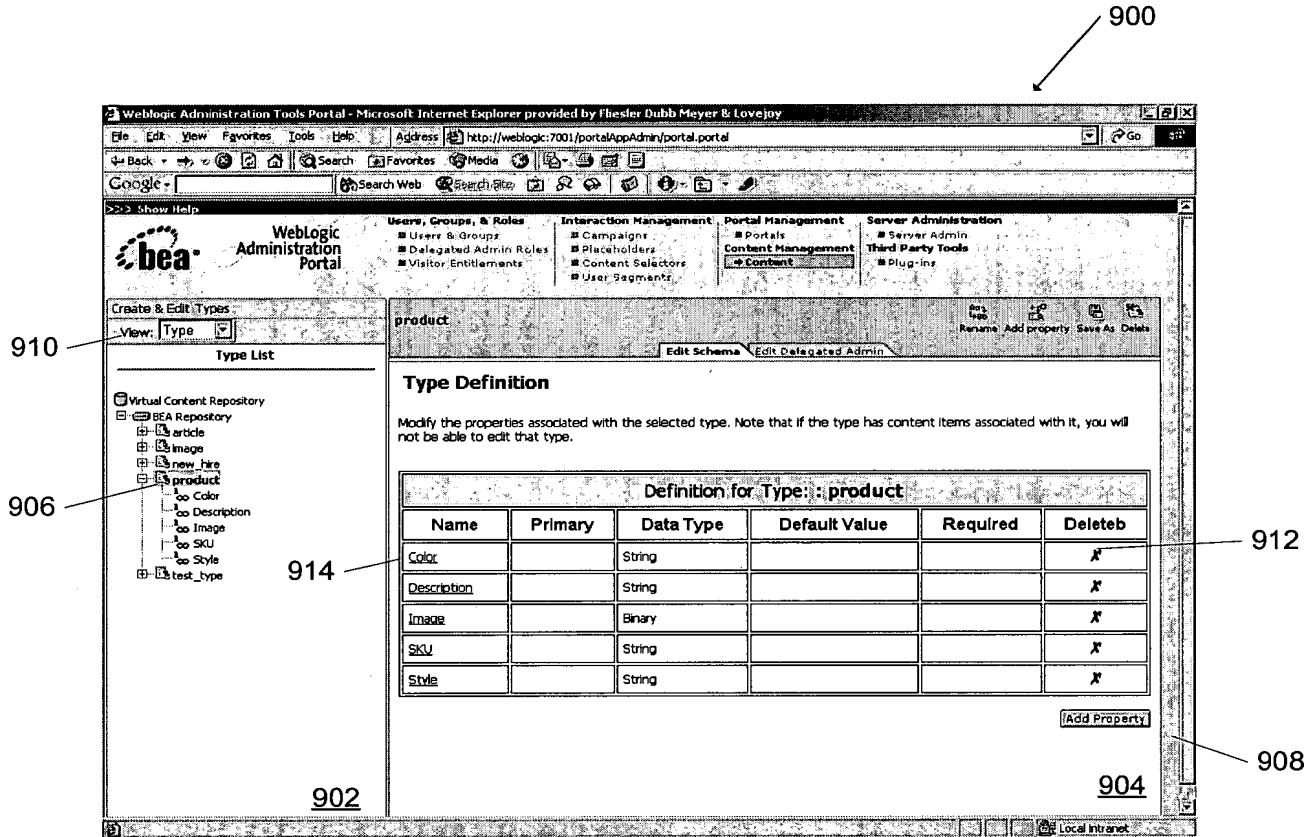 900
Weblogic Administration Tools Portal - Microsoft Internet Explorer provided by Fliesler Dubb Meyer & Lovejoy
File Edit View Favorites Tools Help Address http://weblogic:7001/portalAppAdmin/portal.portal Go
Back Search Favorites Media
Google Search Web Search Site
>>> Show Help
bea WebLogic Administration Portal
Users, Groups, & Roles
Users & Groups
Delegated Admin Roles
Visitor Entitlements
Interaction Management
Campaigns
Placeholders
Content Selectors
User Segments
Portal Management
Portals
Content Management
Content
Server Administration
Server Admin
Third Party Tools
Plug-ins
Create & Edit Types
910
View: Type
Type List
Virtual Content Repository
BEA Repository
article
image
new_hire
906
product
Color
Description
Image
SKU
Style
test_type
902
product
Rename Add property Save As Delete
Edit Schema Edit Delegated Admin
Type Definition
Modify the properties associated with the selected type. Note that if the type has content items associated with it, you will
not be able to edit that type.
Definition for Type: : product
Name Primary Data Type Default Value Required Deleteb
914
Color String X
912
Description String X
Image Binary X
SKU String X
Style String X
Add Property
908
904
Local intranet